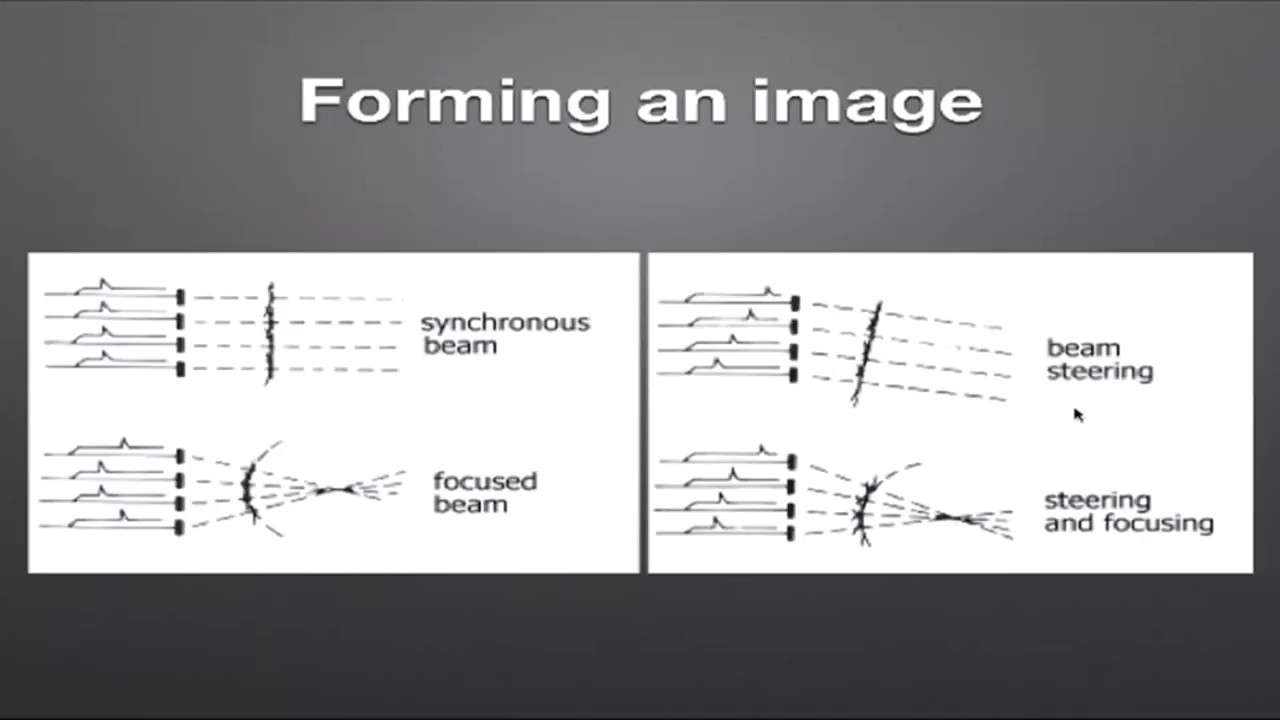 Forming an image
synchronous
beam
focused
beam
beam
steering
steering
and focusing